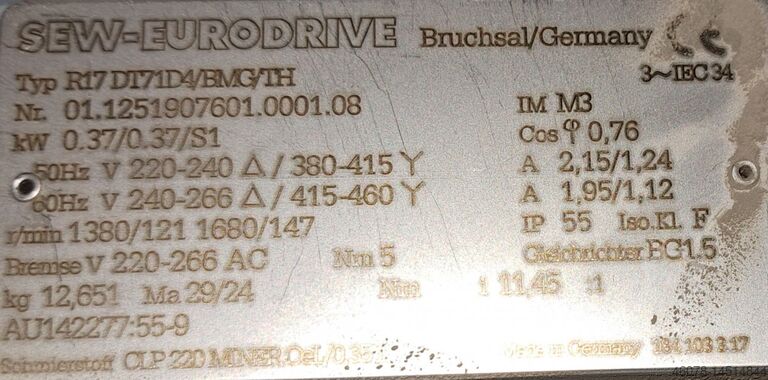 SEW-EURODRIVE Bruchsal/Germany CE
Typ R17 DT71D4/BMG/TH 3~IEC 34
Nr. 01.1251907601.0001.08 IM M3
kW 0.37/0.37/S1 Cos φ 0,76
50Hz V 220-240 Δ / 380-415 Y A 2,15/1,24
60Hz V 240-266 Δ / 415-460 Y A 1,95/1,12
r/min 1380/121 1680/147 IP 55 Iso.Kl. F
Bremse V 220-266 AC Nm 5 Gleichrichter BG1.5
kg 12,651 Ma 29/24 Nm i 11,45 :1
AU142277:55-9
Schmierstoff CLP 220 MINER.OeL/0,35L Made in Germany 184 103 3.17